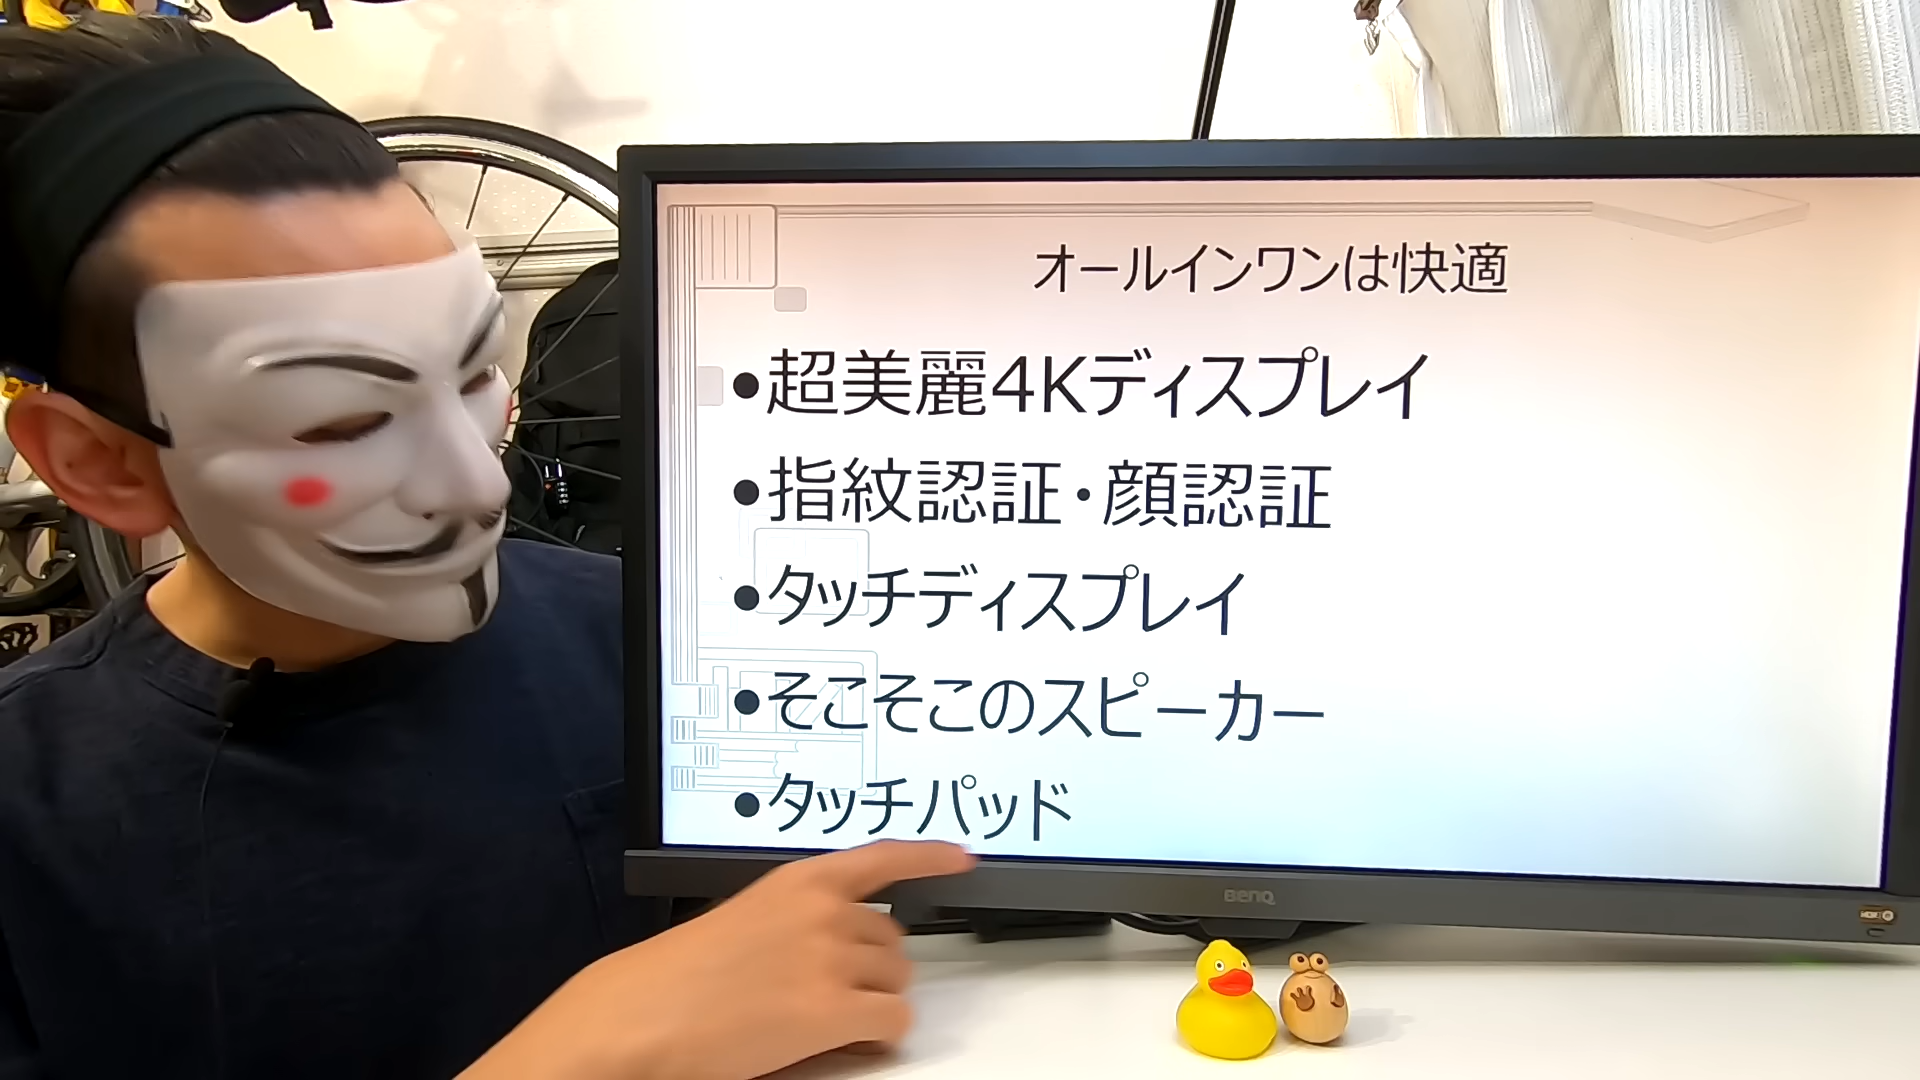 オールインワンは快適
•超美麗4Kディスプレイ
•指紋認証・顔認証
•タッチディスプレイ
•そこそこのスピーカー
•タッチパッド
BenQ